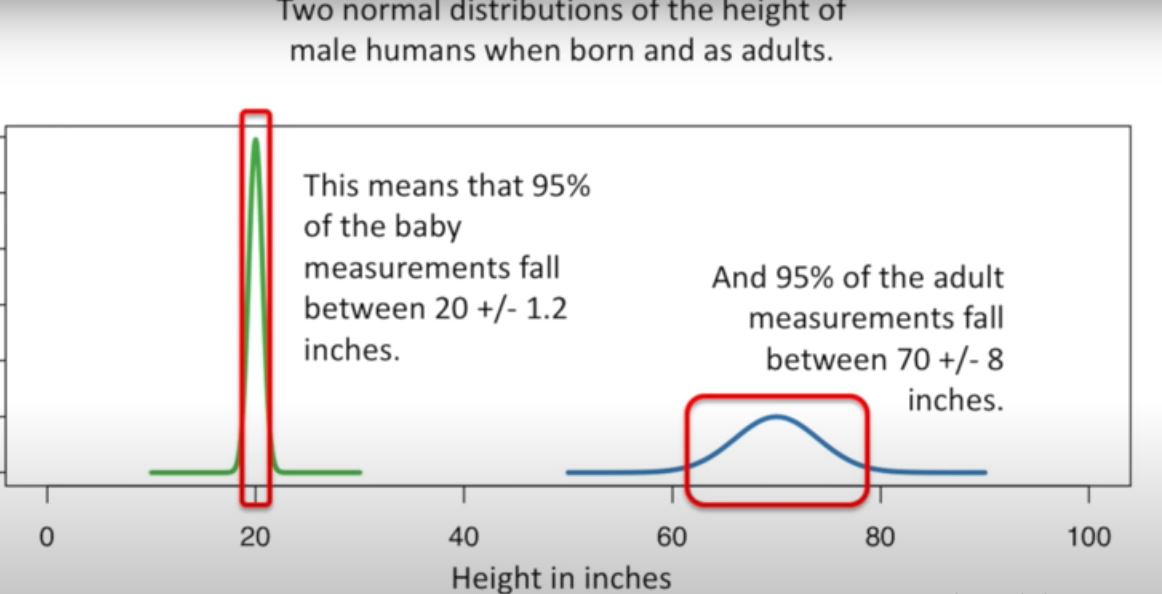 Two normal distributions of the height of
male humans when born and as adults.
This means that 95%
of the baby
measurements fall
between 20 +/- 1.2
inches.
And 95% of the adult
measurements fall
between 70 +/- 8
inches.
0 20 40 60 80 100
Height in inches